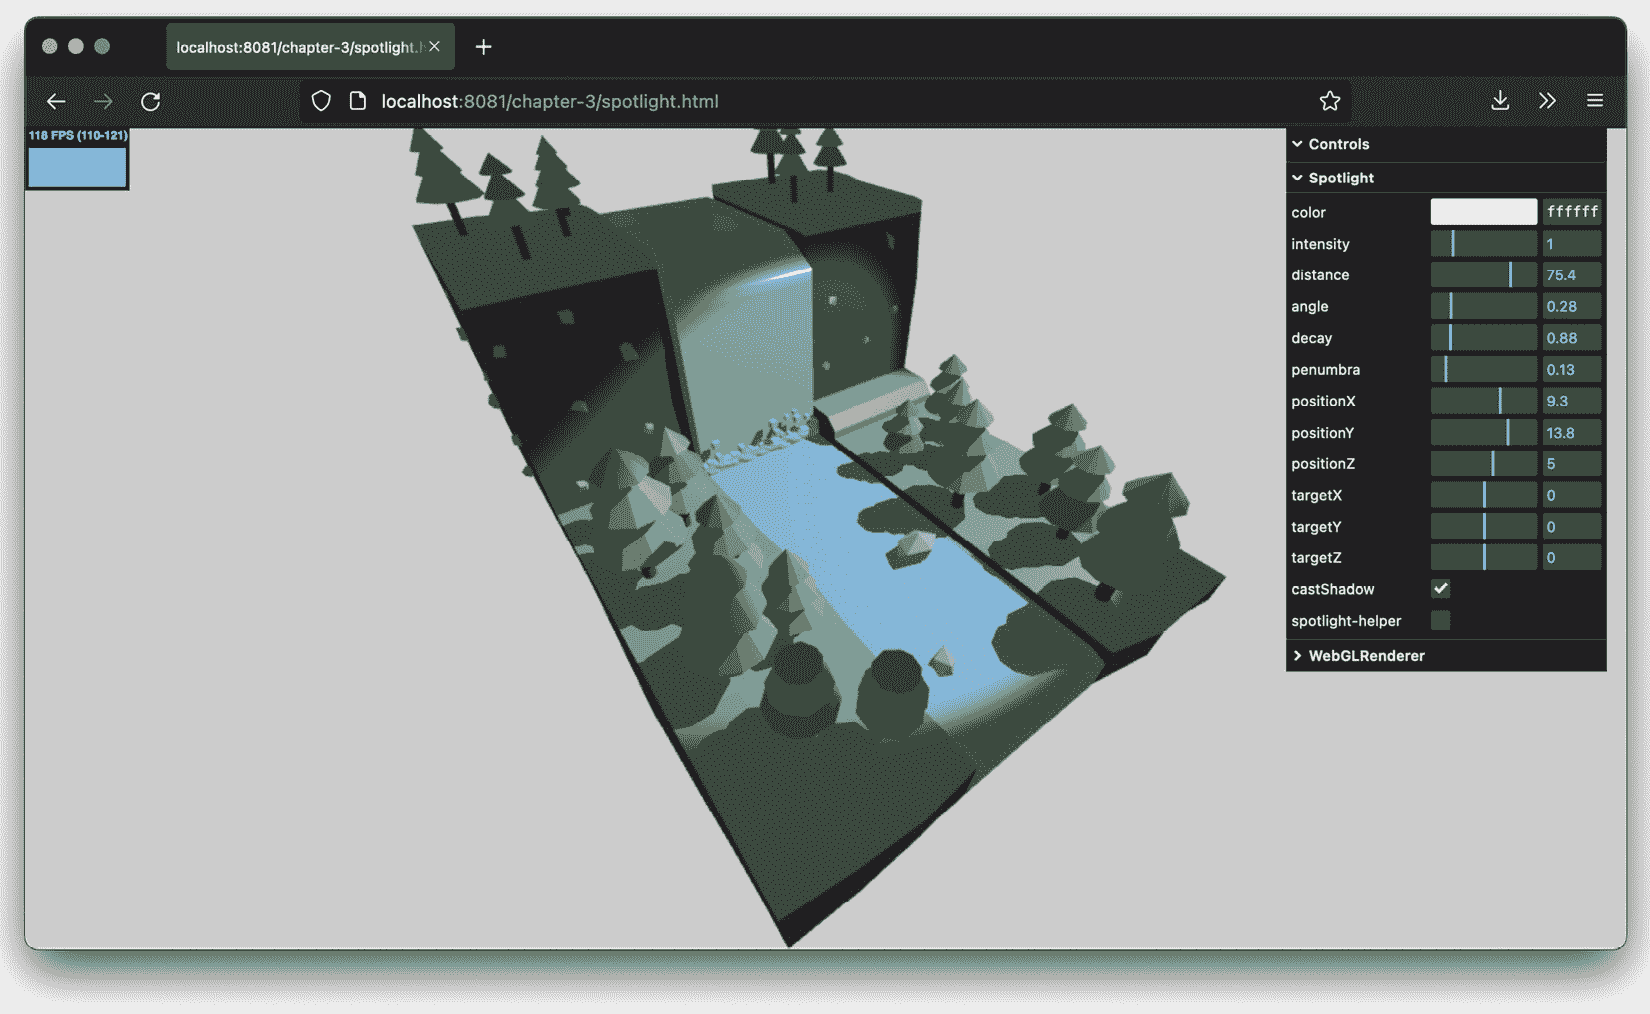 localhost:8081/chapter-3/spotlight.h
localhost:8081/chapter-3/spotlight.html
118 FPS (110-121)
Controls
Spotlight
color ffffff
intensity 1
distance 75.4
angle 0.28
decay 0.88
penumbra 0.13
positionX 9.3
positionY 13.8
positionZ 5
targetX 0
targetY 0
targetZ 0
castShadow
spotlight-helper
WebGLRenderer